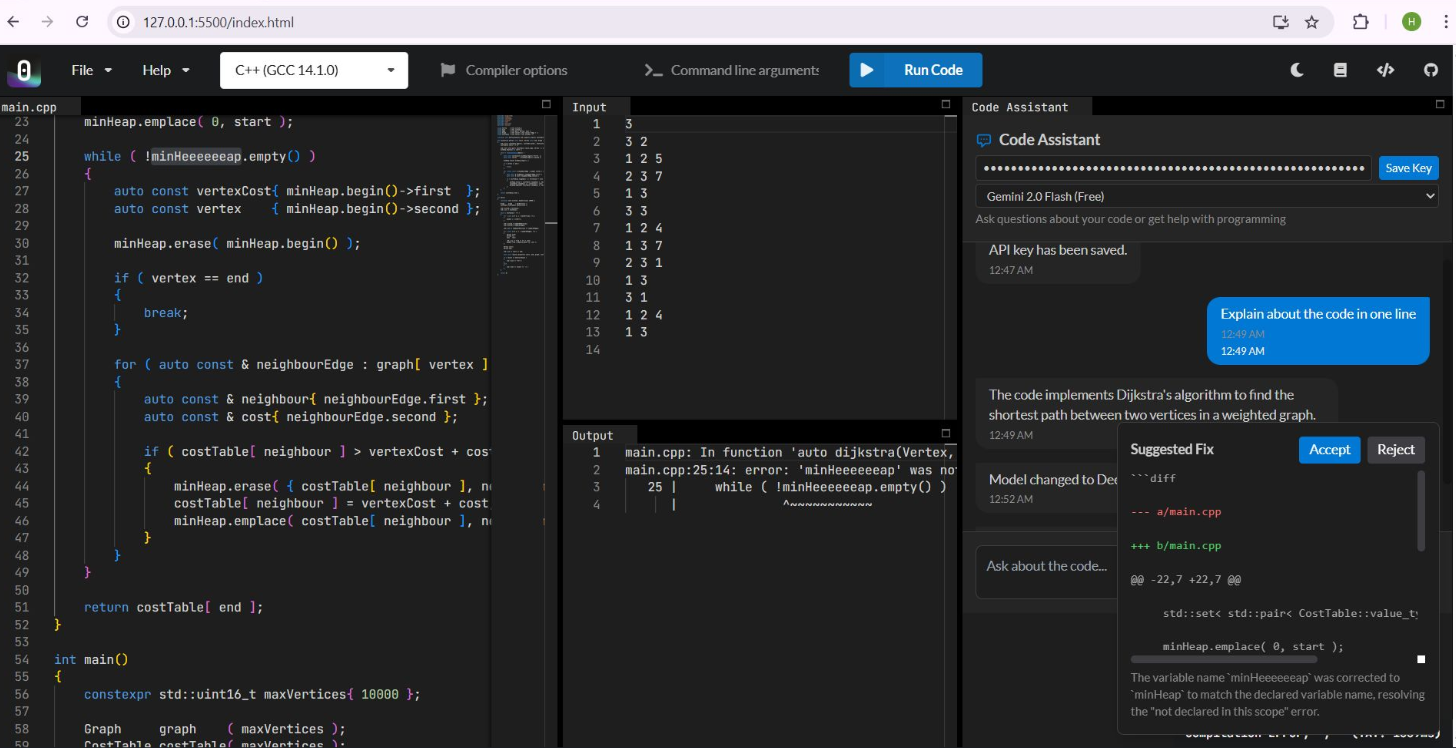 127.0.0.1:5500/index.html
H
0
File
Help
C++ (GCC 14.1.0)
Compiler options
Command line arguments
Run Code
main.cpp
23 minHeap.emplace( 0, start );
24
25 while ( !minHeeeeeeap.empty() )
26 {
27 auto const vertexCost{ minHeap.begin()->first };
28 auto const vertex { minHeap.begin()->second };
29
30 minHeap.erase( minHeap.begin() );
31
32 if ( vertex == end )
33 {
34 break;
35 }
36
37 for ( auto const & neighbourEdge : graph[ vertex ]
38 {
39 auto const & neighbour{ neighbourEdge.first };
40 auto const & cost{ neighbourEdge.second };
41
42 if ( costTable[ neighbour ] > vertexCost + cos
43 {
44 minHeap.erase( { costTable[ neighbour ], n
45 costTable[ neighbour ] = vertexCost + cost
46 minHeap.emplace( costTable[ neighbour ], n
47 }
48 }
49 }
50
51 return costTable[ end ];
52 }
53
54 int main()
55 {
56 constexpr std::uint16_t maxVertices{ 10000 };
57
58 Graph graph ( maxVertices );
59 CostTable costTable( maxVertices );
Input
1 3
2 3 2
3 1 2 5
4 2 3 7
5 1 3
6 3 3
7 1 2 4
8 1 3 7
9 2 3 1
10 1 3
11 3 1
12 1 2 4
13 1 3
14
Output
1 main.cpp: In function 'auto dijkstra(Vertex,
2 main.cpp:25:14: error: 'minHeeeeeeap' was no
3 25 | while ( !minHeeeeeeap.empty() )
4 | ^~~~~~~~~~~~
Code Assistant
Code Assistant
Save Key
Gemini 2.0 Flash (Free)
Ask questions about your code or get help with programming
API key has been saved.
12:47 AM
Explain about the code in one line
12:49 AM
12:49 AM
The code implements Dijkstra's algorithm to find the
shortest path between two vertices in a weighted graph.
12:49 AM
Model changed to Dee
12:52 AM
Ask about the code...
Suggested Fix
Accept
Reject
```diff
--- a/main.cpp
+++ b/main.cpp
@@ -22,7 +22,7 @@
std::set< std::pair< CostTable::value_ty
minHeap.emplace( 0, start );
The variable name `minHeeeeeeap` was corrected to
`minHeap` to match the declared variable name, resolving
the "not declared in this scope" error.